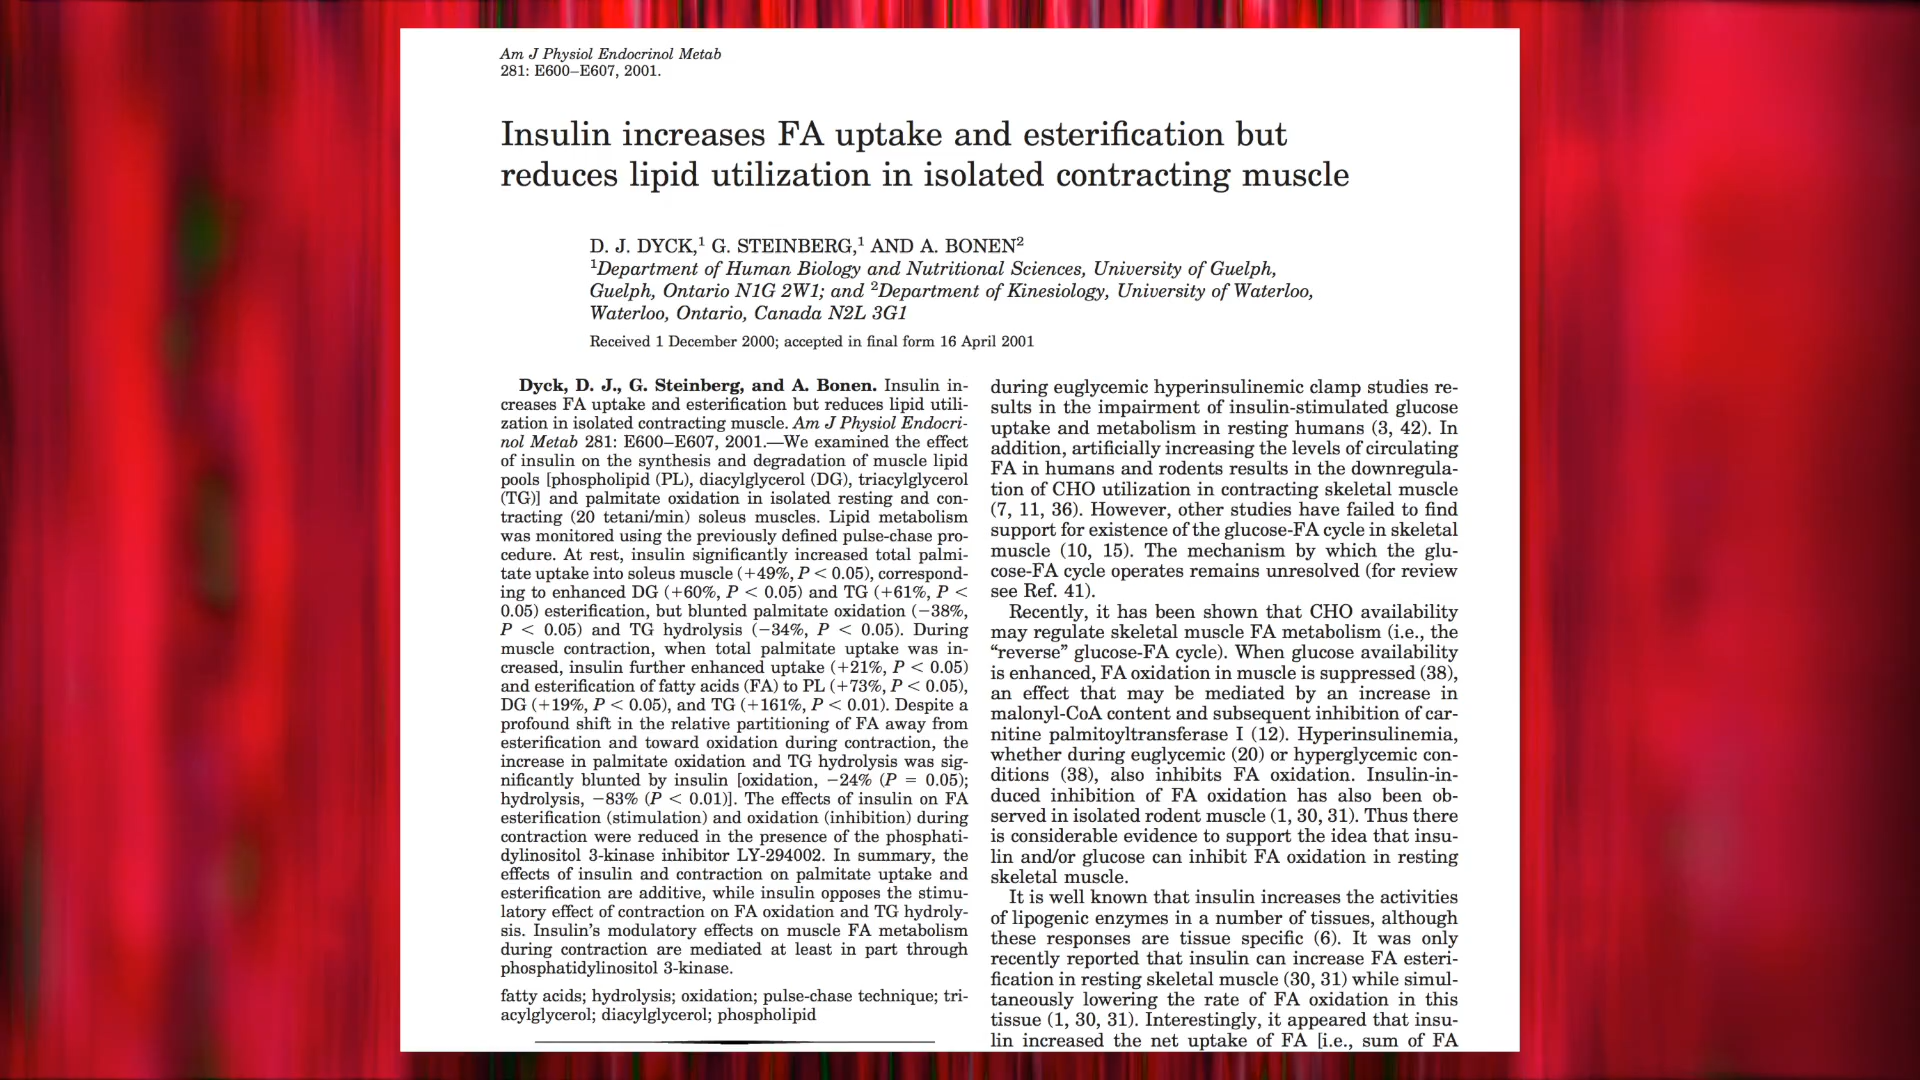 Am J Physiol Endocrinol Metab
281: E600–E607, 2001.
Insulin increases FA uptake and esterification but
reduces lipid utilization in isolated contracting muscle
D. J. DYCK,¹ G. STEINBERG,¹ AND A. BONEN²
¹Department of Human Biology and Nutritional Sciences, University of Guelph,
Guelph, Ontario N1G 2W1; and ²Department of Kinesiology, University of Waterloo,
Waterloo, Ontario, Canada N2L 3G1
Received 1 December 2000; accepted in final form 16 April 2001
Dyck, D. J., G. Steinberg, and A. Bonen. Insulin in-
creases FA uptake and esterification but reduces lipid utili-
zation in isolated contracting muscle. Am J Physiol Endocri-
nol Metab 281: E600–E607, 2001.—We examined the effect
of insulin on the synthesis and degradation of muscle lipid
pools [phospholipid (PL), diacylglycerol (DG), triacylglycerol
(TG)] and palmitate oxidation in isolated resting and con-
tracting (20 tetani/min) soleus muscles. Lipid metabolism
was monitored using the previously defined pulse-chase pro-
cedure. At rest, insulin significantly increased total palmi-
tate uptake into soleus muscle (+49%, P < 0.05), correspond-
ing to enhanced DG (+60%, P < 0.05) and TG (+61%, P <
0.05) esterification, but blunted palmitate oxidation (−38%,
P < 0.05) and TG hydrolysis (−34%, P < 0.05). During
muscle contraction, when total palmitate uptake was in-
creased, insulin further enhanced uptake (+21%, P < 0.05)
and esterification of fatty acids (FA) to PL (+73%, P < 0.05),
DG (+19%, P < 0.05), and TG (+161%, P < 0.01). Despite a
profound shift in the relative partitioning of FA away from
esterification and toward oxidation during contraction, the
increase in palmitate oxidation and TG hydrolysis was sig-
nificantly blunted by insulin [oxidation, −24% (P = 0.05);
hydrolysis, −83% (P < 0.01)]. The effects of insulin on FA
esterification (stimulation) and oxidation (inhibition) during
contraction were reduced in the presence of the phosphati-
dylinositol 3-kinase inhibitor LY-294002. In summary, the
effects of insulin and contraction on palmitate uptake and
esterification are additive, while insulin opposes the stimu-
latory effect of contraction on FA oxidation and TG hydroly-
sis. Insulin's modulatory effects on muscle FA metabolism
during contraction are mediated at least in part through
phosphatidylinositol 3-kinase.
fatty acids; hydrolysis; oxidation; pulse-chase technique; tri-
acylglycerol; diacylglycerol; phospholipid
during euglycemic hyperinsulinemic clamp studies re-
sults in the impairment of insulin-stimulated glucose
uptake and metabolism in resting humans (3, 42). In
addition, artificially increasing the levels of circulating
FA in humans and rodents results in the downregula-
tion of CHO utilization in contracting skeletal muscle
(7, 11, 36). However, other studies have failed to find
support for existence of the glucose-FA cycle in skeletal
muscle (10, 15). The mechanism by which the glu-
cose-FA cycle operates remains unresolved (for review
see Ref. 41).
Recently, it has been shown that CHO availability
may regulate skeletal muscle FA metabolism (i.e., the
“reverse” glucose-FA cycle). When glucose availability
is enhanced, FA oxidation in muscle is suppressed (38),
an effect that may be mediated by an increase in
malonyl-CoA content and subsequent inhibition of car-
nitine palmitoyltransferase I (12). Hyperinsulinemia,
whether during euglycemic (20) or hyperglycemic con-
ditions (38), also inhibits FA oxidation. Insulin-in-
duced inhibition of FA oxidation has also been ob-
served in isolated rodent muscle (1, 30, 31). Thus there
is considerable evidence to support the idea that insu-
lin and/or glucose can inhibit FA oxidation in resting
skeletal muscle.
It is well known that insulin increases the activities
of lipogenic enzymes in a number of tissues, although
these responses are tissue specific (6). It was only
recently reported that insulin can increase FA esteri-
fication in resting skeletal muscle (30, 31) while simul-
taneously lowering the rate of FA oxidation in this
tissue (1, 30, 31). Interestingly, it appeared that insu-
lin increased the net uptake of FA [i.e., sum of FA